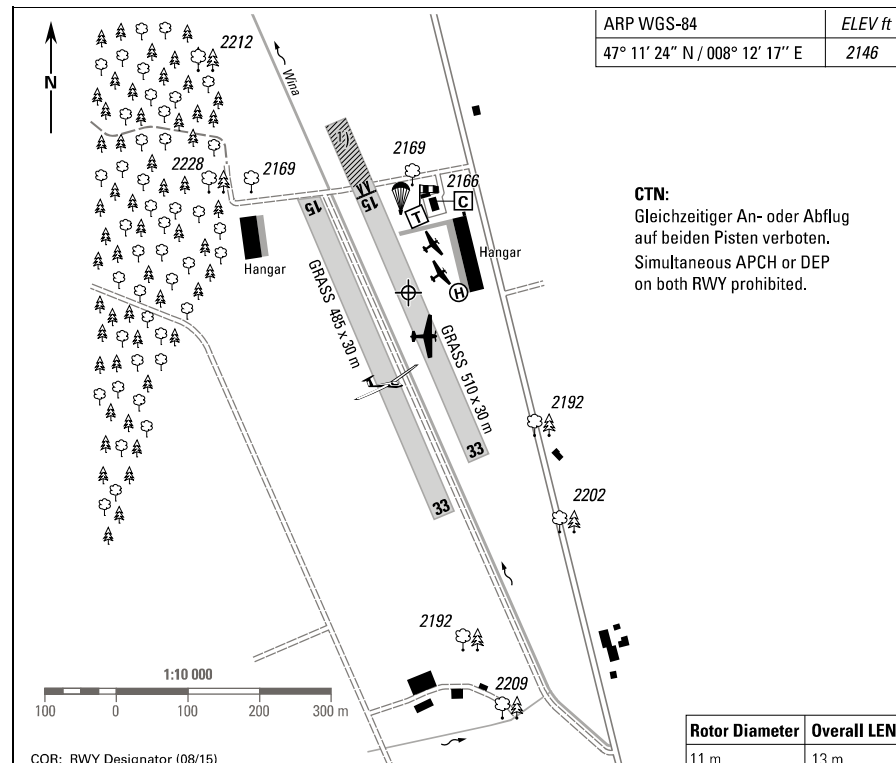 ARP WGS-84 ELEV ft
47° 11' 24" N / 008° 12' 17'' E 2146
2212
N
Wina
2169
2228
2169
2166
15
15
T
C
Hangar
Hangar
H
CTN:
Gleichzeitiger An- oder Abflug
auf beiden Pisten verboten.
Simultaneous APCH or DEP
on both RWY prohibited.
GRASS 485 x 30 m
GRASS 510 x 30 m
2192
33
33
2202
2192
2209
1:10 000
100 0 100 200 300 m
COR: RWY Designator (08/15)
Rotor Diameter Overall LEN
11 m 13 m